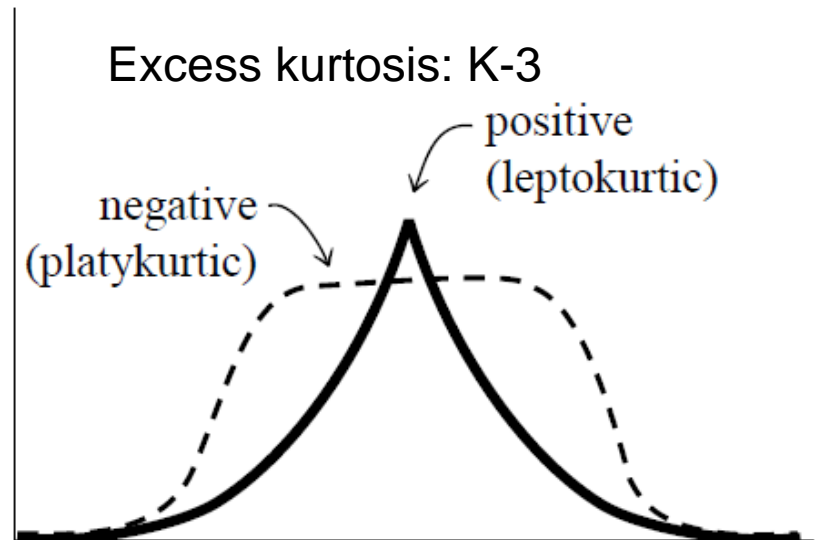 Excess kurtosis: K-3
positive
(leptokurtic)
negative
(platykurtic)